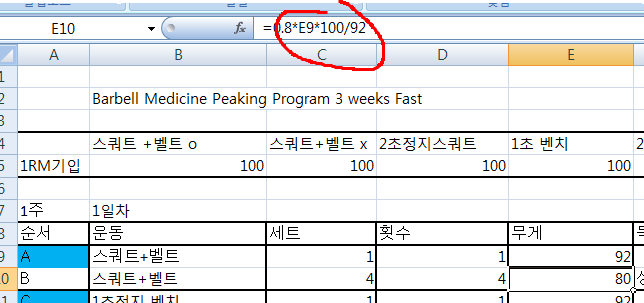 E10 fx =0.8*E9*100/92
A B C D E
1
2 Barbell Medicine Peaking Program 3 weeks Fast
4 스쿼트 +벨트 o 스쿼트+벨트 x 2초정지스쿼트 1초 벤치
5 1RM기입 100 100 100 100
6
7 1주 1일차
8 순서 운동 세트 횟수 무게
9 A 스쿼트+벨트 1 1 92
10 B 스쿼트+벨트 4 4 80
C 1초정지 벤치 1 1 92